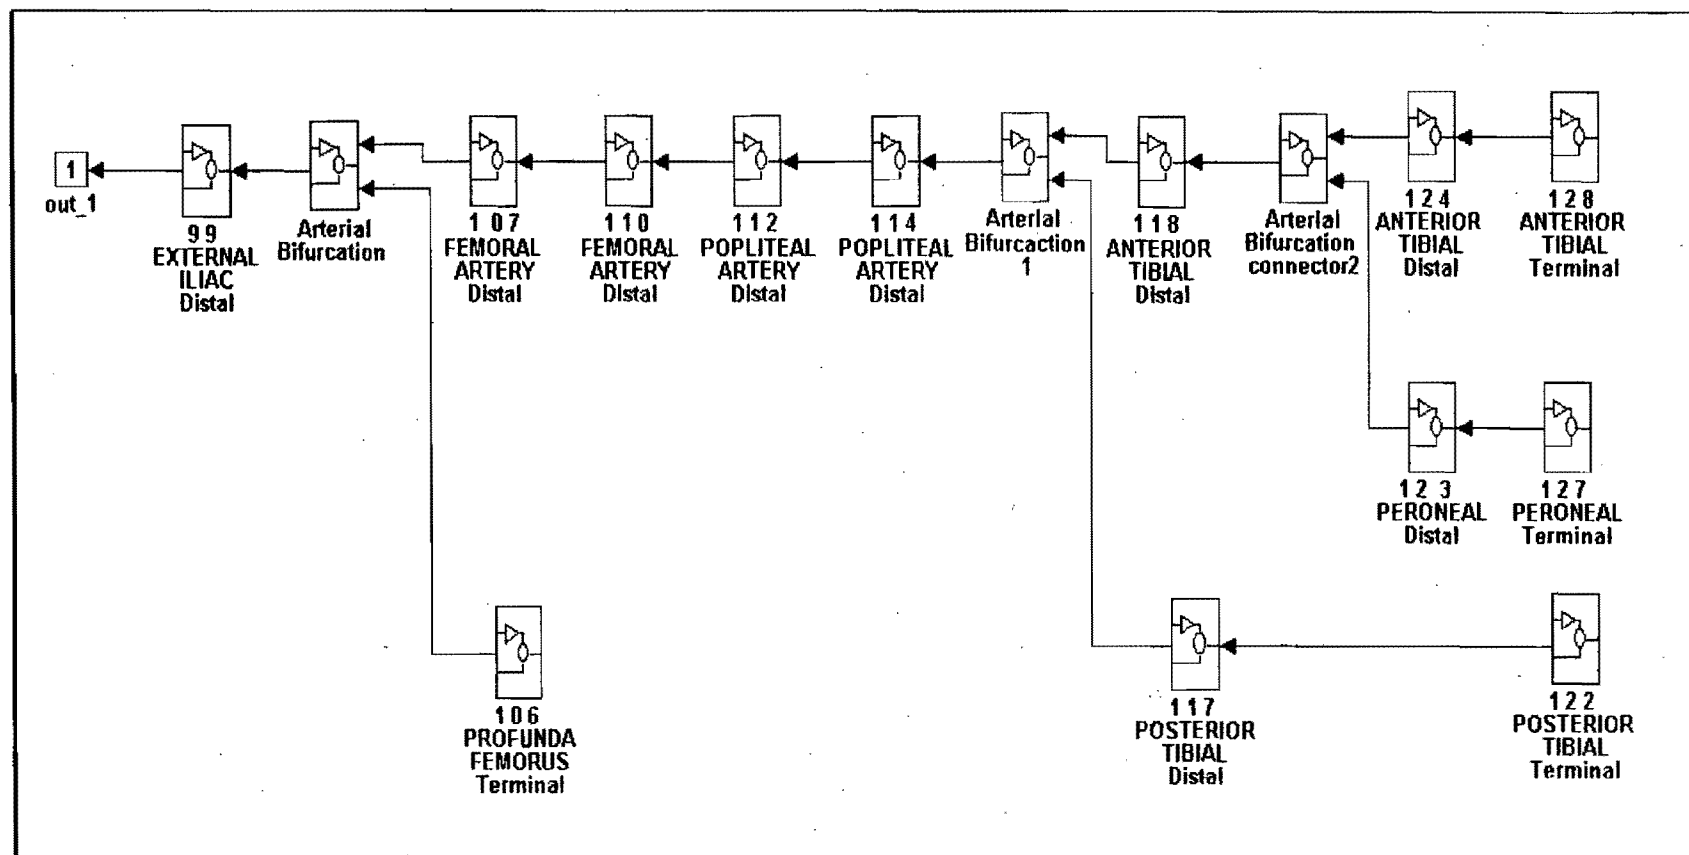 1
out_1
9 9
EXTERNAL
ILIAC
Distal
Arterial
Bifurcation
1 0 7
FEMORAL
ARTERY
Distal
1 1 0
FEMORAL
ARTERY
Distal
1 1 2
POPLITEAL
ARTERY
Distal
1 1 4
POPLITEAL
ARTERY
Distal
Arterial
Bifurcaction
1
1 1 8
ANTERIOR
TIBIAL
Distal
Arterial
Bifurcation
connector2
1 2 4
ANTERIOR
TIBIAL
Distal
1 2 8
ANTERIOR
TIBIAL
Terminal
1 2 3
PERONEAL
Distal
1 2 7
PERONEAL
Terminal
1 0 6
PROFUNDA
FEMORUS
Terminal
1 1 7
POSTERIOR
TIBIAL
Distal
1 2 2
POSTERIOR
TIBIAL
Terminal